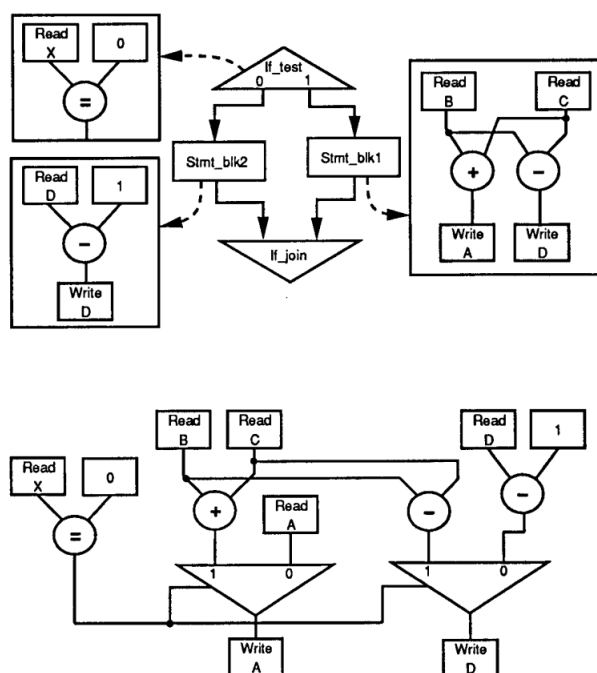 Read
X
0
=
If_test
0 1
Read
B
Read
C
+
-
Write
A
Write
D
Stmt_blk2
Stmt_blk1
Read
D
1
-
Write
D
If_join
Read
X
0
=
Read
B
Read
C
+
Read
A
1 0
Write
A
Read
D
1
-
-
1 0
Write
D